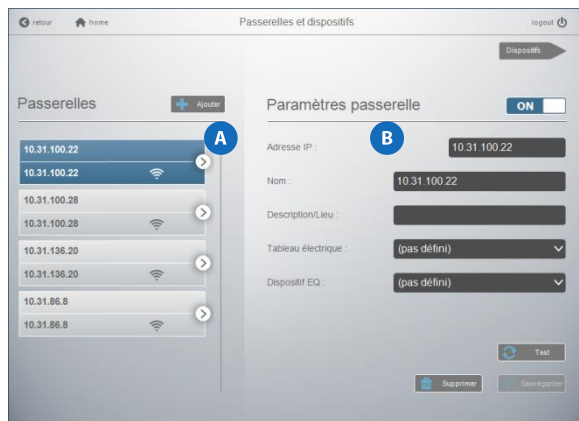 retour
home
Passerelles et dispositifs
logout
Dispositifs
Passerelles
Ajouter
A
10.31.100.22
10.31.100.22
10.31.100.28
10.31.100.28
10.31.136.20
10.31.136.20
10.31.86.8
10.31.86.8
Paramètres passerelle
ON
B
Adresse IP :
10.31.100.22
Nom :
10.31.100.22
Description/Lieu :
Tableau électrique :
(pas défini)
Dispositif EQ :
(pas défini)
Test
Supprimer
Sauvegarder